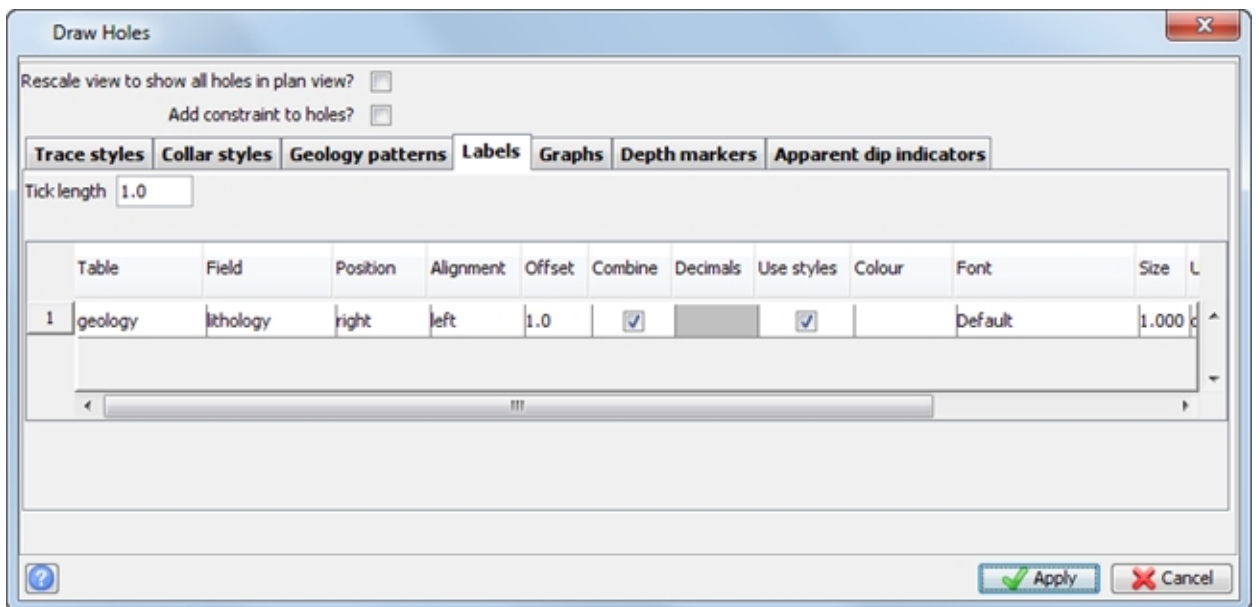 Draw Holes
Rescale view to show all holes in plan view?
Add constraint to holes?
Trace styles Collar styles Geology patterns Labels Graphs Depth markers Apparent dip indicators
Tick length 1.0
Table Field Position Alignment Offset Combine Decimals Use styles Colour Font Size
1 geology lithology right left 1.0 Default 1.000
Apply Cancel